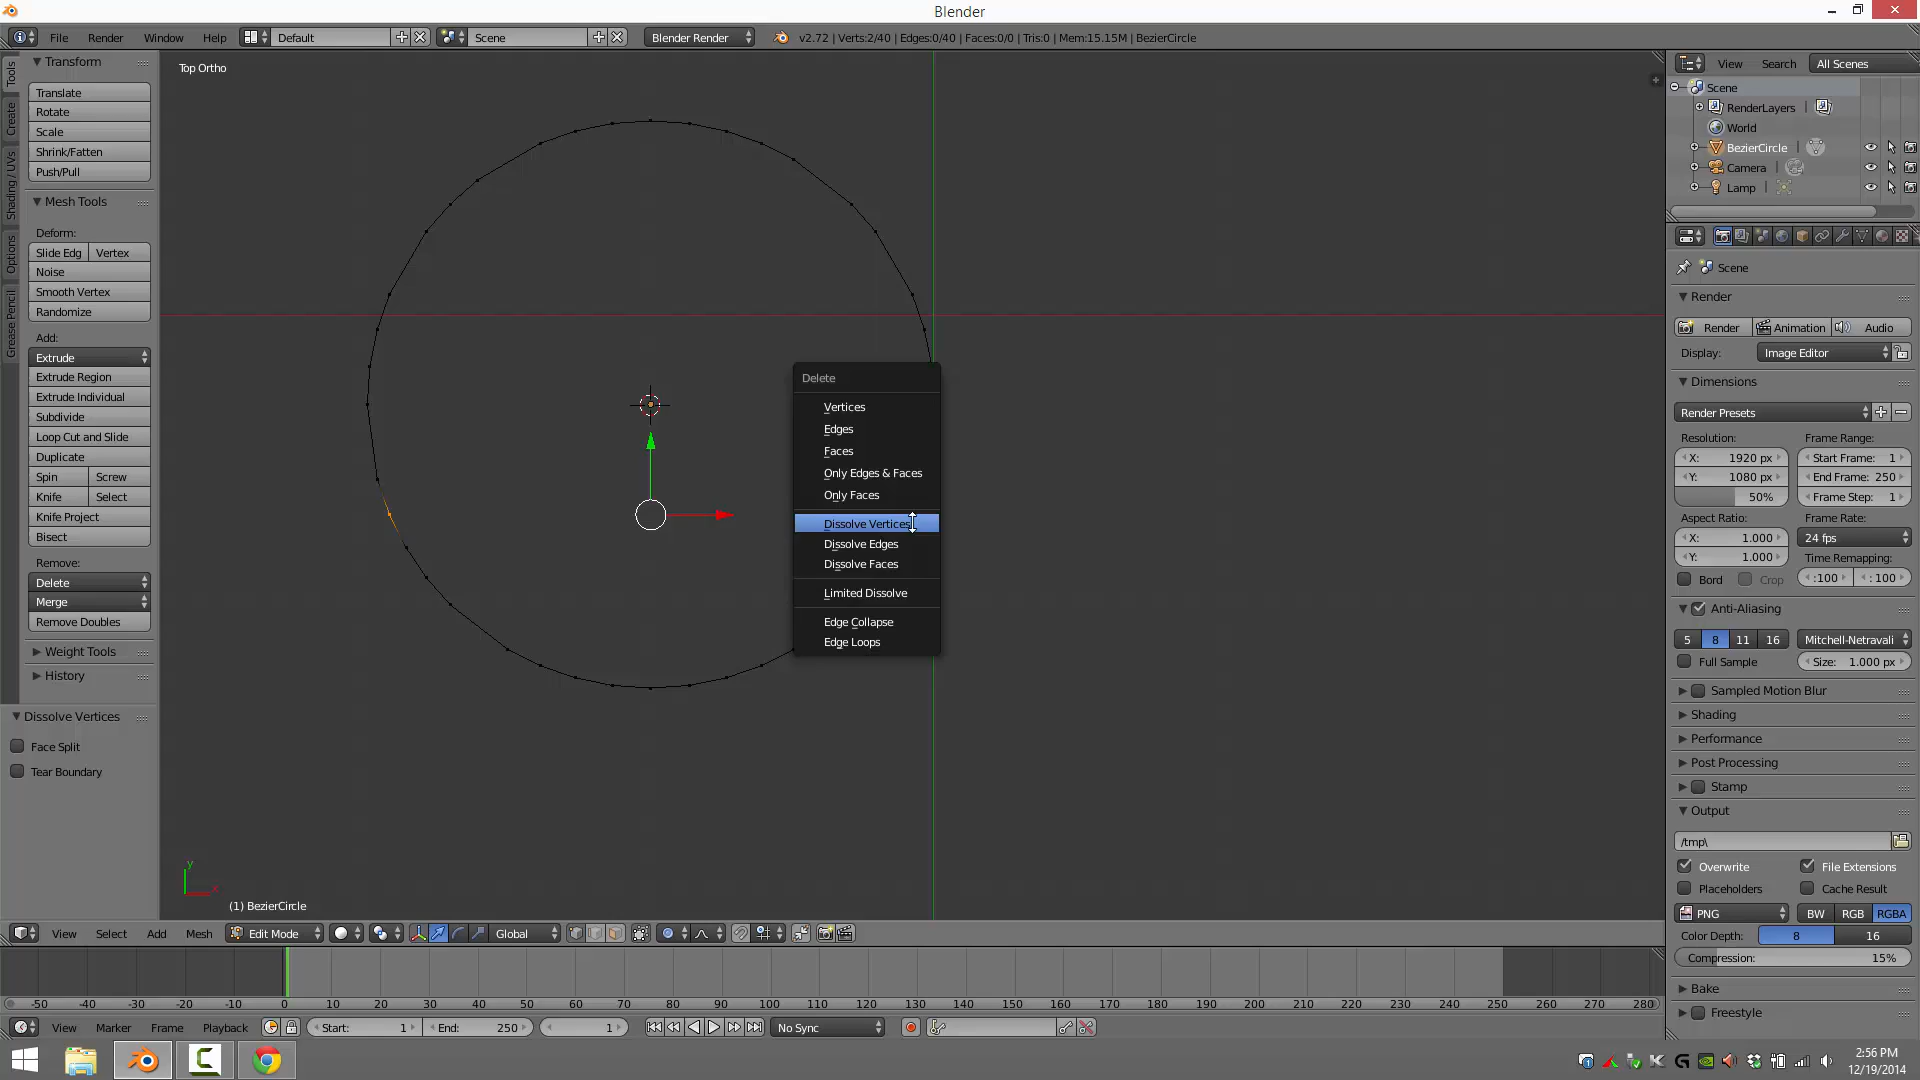 Blender
File Render Window Help Default Scene Blender Render v2.72 | Verts:2/40 | Edges:0/40 | Faces:0/0 | Tris:0 | Mem:15.15M | BezierCircle
Tools
Create
Shading / UVs
Options
Grease Pencil
Transform
Translate
Rotate
Scale
Shrink/Fatten
Push/Pull
Mesh Tools
Deform:
Slide Edg Vertex
Noise
Smooth Vertex
Randomize
Add:
Extrude
Extrude Region
Extrude Individual
Subdivide
Loop Cut and Slide
Duplicate
Spin Screw
Knife Select
Knife Project
Bisect
Remove:
Delete
Merge
Remove Doubles
Weight Tools
History
Dissolve Vertices
Face Split
Tear Boundary
Top Ortho
Delete
Vertices
Edges
Faces
Only Edges & Faces
Only Faces
Dissolve Vertices
Dissolve Edges
Dissolve Faces
Limited Dissolve
Edge Collapse
Edge Loops
y
x
(1) BezierCircle
View Select Add Mesh Edit Mode Global
View Search All Scenes
Scene
RenderLayers
World
BezierCircle
Camera
Lamp
Scene
Render
Render Animation Audio
Display: Image Editor
Dimensions
Render Presets
Resolution: Frame Range:
X: 1920 px Start Frame: 1
Y: 1080 px End Frame: 250
50% Frame Step: 1
Aspect Ratio: Frame Rate:
X: 1.000 24 fps
Y: 1.000 Time Remapping:
Bord Crop :100 : 100
Anti-Aliasing
5 8 11 16 Mitchell-Netravali
Full Sample Size: 1.000 px
Sampled Motion Blur
Shading
Performance
Post Processing
Stamp
Output
/tmp\
Overwrite File Extensions
Placeholders Cache Result
PNG BW RGB RGBA
Color Depth: 8 16
Compression: 15%
Bake
Freestyle
-50 -40 -30 -20 -10 0 10 20 30 40 50 60 70 80 90 100 110 120 130 140 150 160 170 180 190 200 210 220 230 240 250 260 270 280
View Marker Frame Playback Start: 1 End: 250 1 No Sync
2:56 PM
12/19/2014